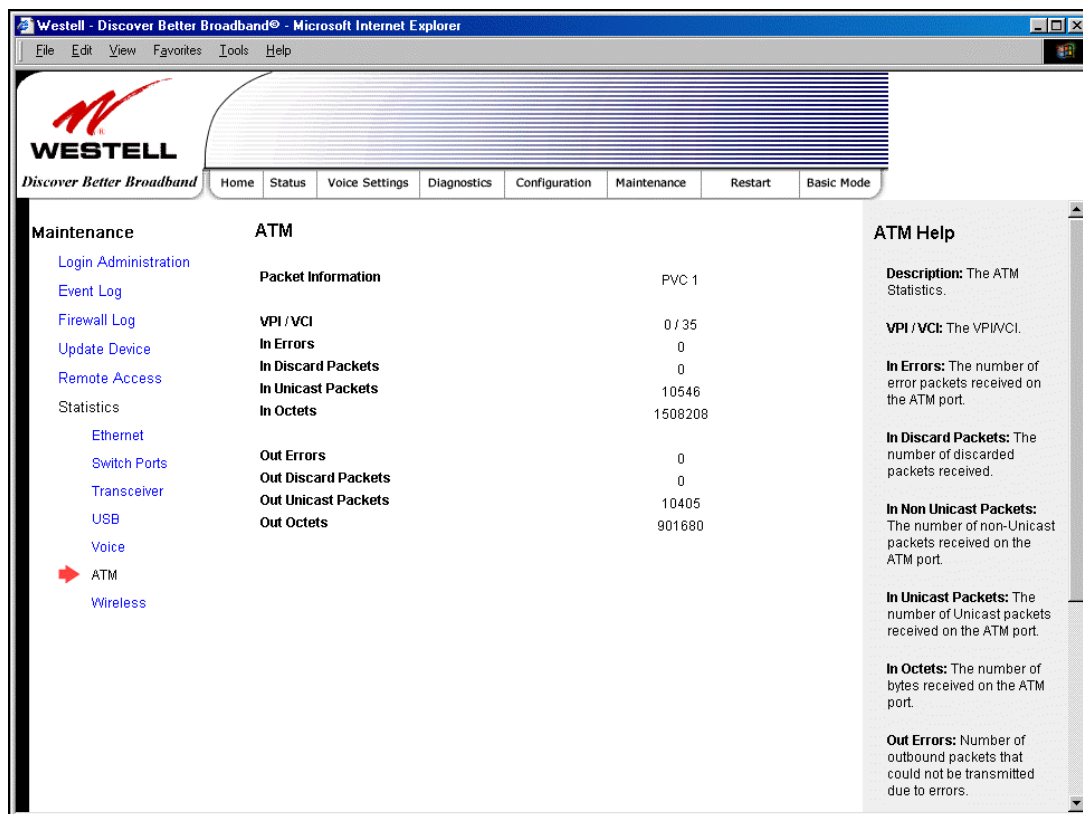 Westell - Discover Better Broadband® - Microsoft Internet Explorer
File Edit View Favorites Tools Help
WESTELL
Discover Better Broadband
Home Status Voice Settings Diagnostics Configuration Maintenance Restart Basic Mode
Maintenance
Login Administration
Event Log
Firewall Log
Update Device
Remote Access
Statistics
Ethernet
Switch Ports
Transceiver
USB
Voice
ATM
Wireless
ATM
Packet Information PVC 1
VPI / VCI 0 / 35
In Errors 0
In Discard Packets 0
In Unicast Packets 10546
In Octets 1508208
Out Errors 0
Out Discard Packets 0
Out Unicast Packets 10405
Out Octets 901680
ATM Help
Description: The ATM
Statistics.
VPI / VCI: The VPI/VCI.
In Errors: The number of
error packets received on
the ATM port.
In Discard Packets: The
number of discarded
packets received.
In Non Unicast Packets:
The number of non-Unicast
packets received on the
ATM port.
In Unicast Packets: The
number of Unicast packets
received on the ATM port.
In Octets: The number of
bytes received on the ATM
port.
Out Errors: Number of
outbound packets that
could not be transmitted
due to errors.